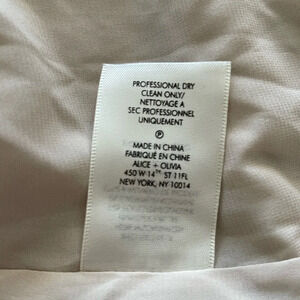 PROFESSIONAL DRY
CLEAN ONLY/
NETTOYAGE A
SEC PROFESSIONNEL
UNIQUEMENT
P
MADE IN CHINA
FABRIQUÉ EN CHINE
ALICE + OLIVIA
450 W 14TH ST 11FL
NEW YORK, NY 10014